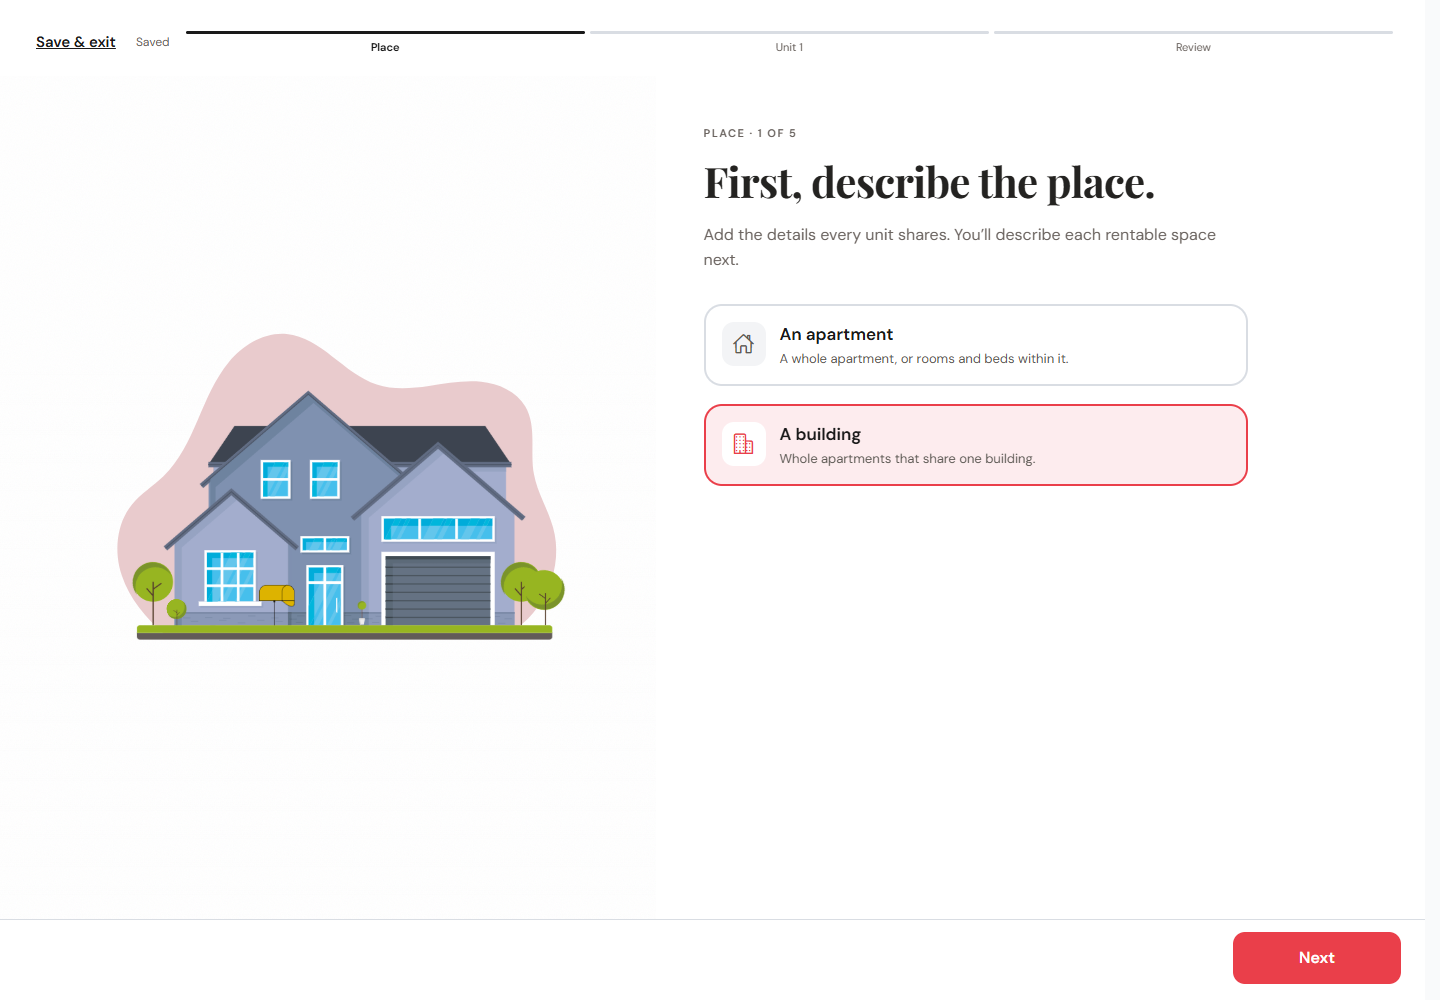 Save & exit
Saved
Place
Unit 1
Review
PLACE · 1 OF 5
First, describe the place.
Add the details every unit shares. You’ll describe each rentable space
next.
An apartment
A whole apartment, or rooms and beds within it.
A building
Whole apartments that share one building.
Next